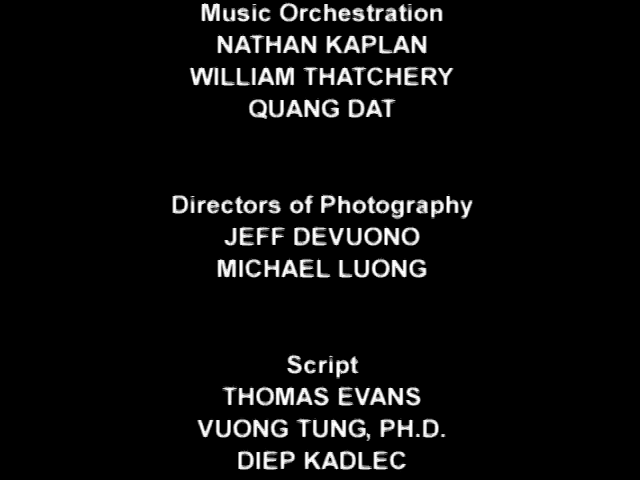 Music Orchestration
NATHAN KAPLAN
WILLIAM THATCHERY
QUANG DAT
Directors of Photography
JEFF DEVUONO
MICHAEL LUONG
Script
THOMAS EVANS
VUONG TUNG, PH.D.
DIEP KADLEC